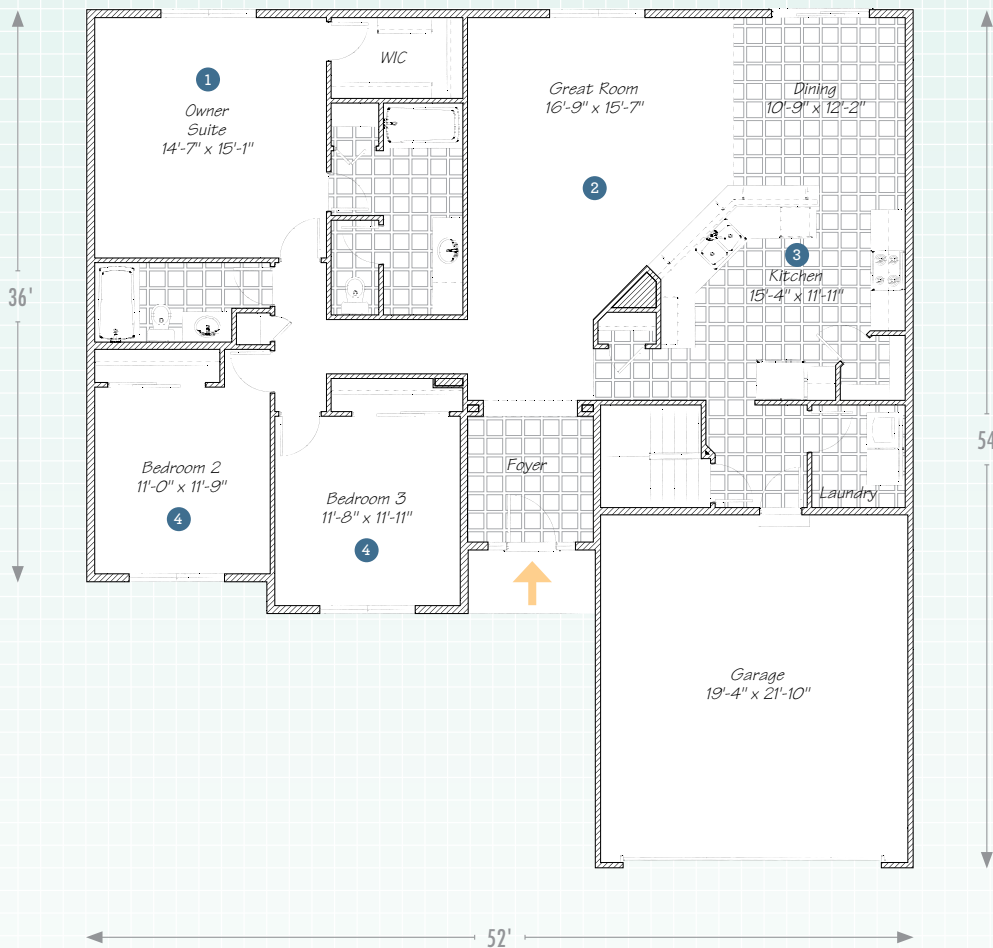 WIC
1
Owner
Suite
14'-7" x 15'-1"
Great Room
16'-9" x 15'-7"
Dining
10'-9" x 12'-2"
2
3
Kitchen
15'-4" x 11'-11"
36'
54
Bedroom 2
11'-0" x 11'-9"
4
Bedroom 3
11'-8" x 11'-11"
4
Foyer
Laundry
Garage
19'-4" x 21'-10"
52'